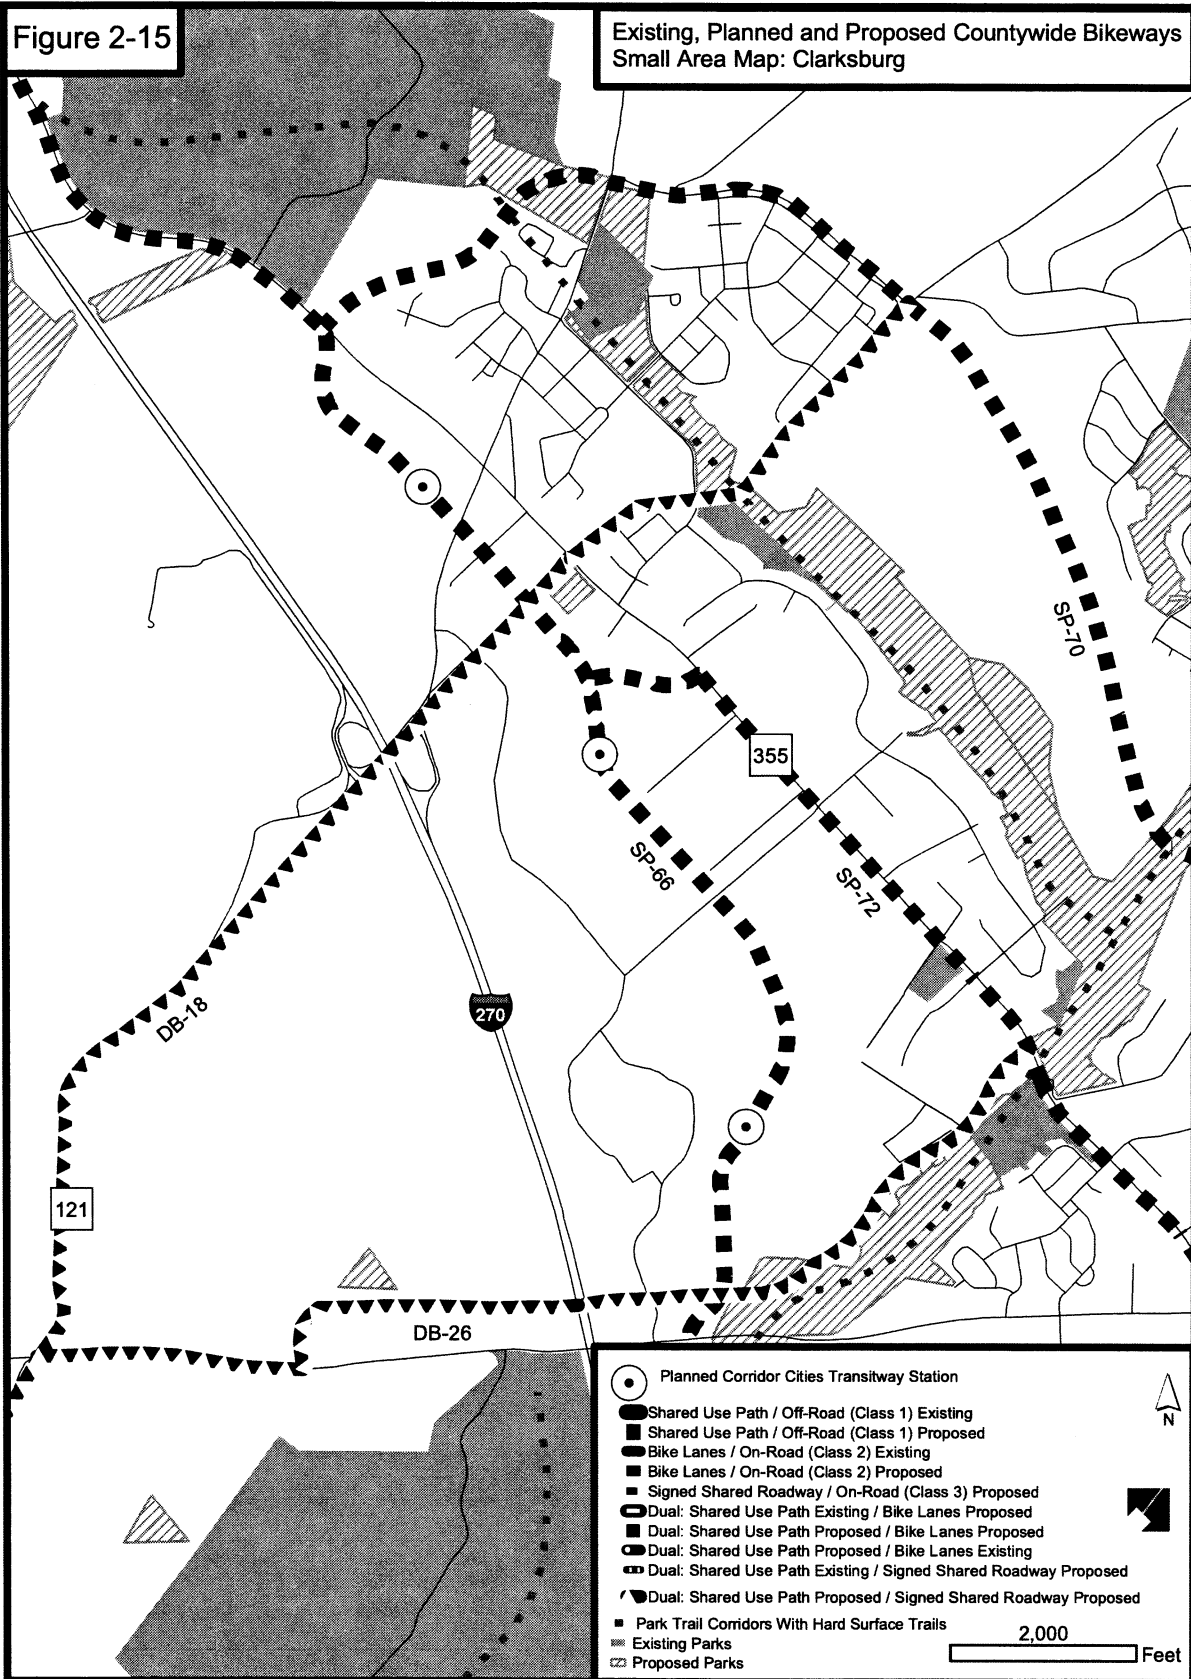 Figure 2-15
Existing, Planned and Proposed Countywide Bikeways
Small Area Map: Clarksburg
SP-70
355
SP-66
SP-72
DB-18
270
121
DB-26
Planned Corridor Cities Transitway Station
Shared Use Path / Off-Road (Class 1) Existing
Shared Use Path / Off-Road (Class 1) Proposed
Bike Lanes / On-Road (Class 2) Existing
Bike Lanes / On-Road (Class 2) Proposed
Signed Shared Roadway / On-Road (Class 3) Proposed
Dual: Shared Use Path Existing / Bike Lanes Proposed
Dual: Shared Use Path Proposed / Bike Lanes Proposed
Dual: Shared Use Path Proposed / Bike Lanes Existing
Dual: Shared Use Path Existing / Signed Shared Roadway Proposed
Dual: Shared Use Path Proposed / Signed Shared Roadway Proposed
Park Trail Corridors With Hard Surface Trails
Existing Parks
Proposed Parks
N
2,000
Feet